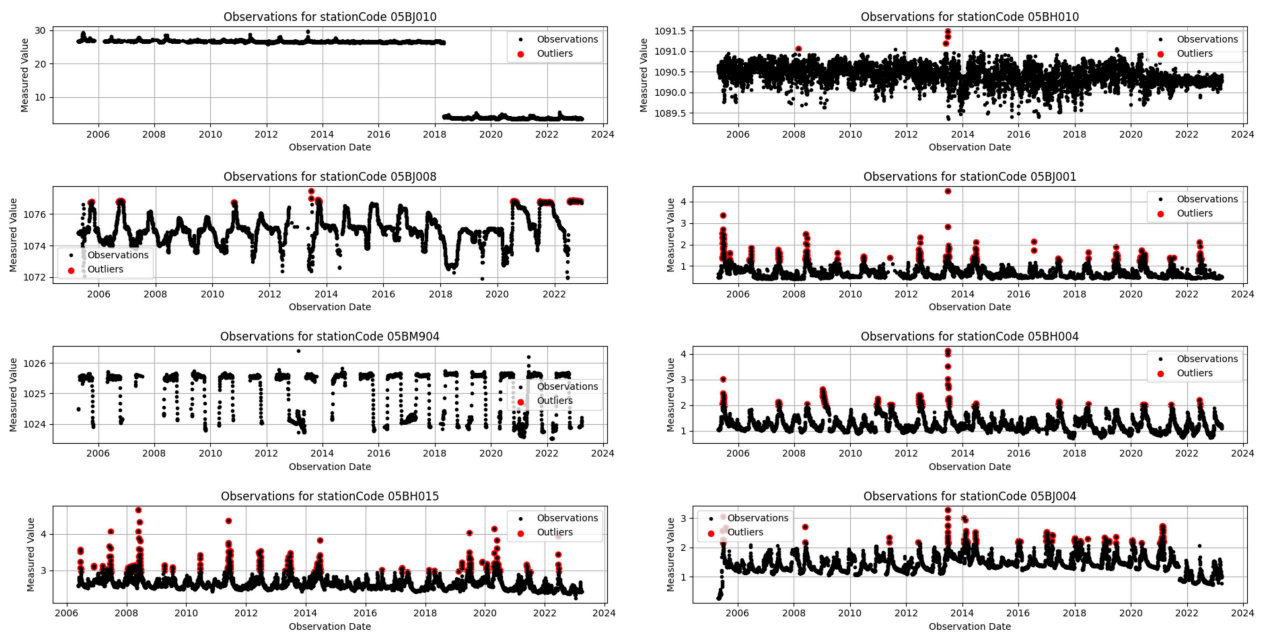 Observations for stationCode 05BJ010
Measured Value
30
20
10
Observations
Outliers
2006 2008 2010 2012 2014 2016 2018 2020 2022 2024
Observation Date
Observations for stationCode 05BH010
Measured Value
1091.5
1091.0
1090.5
1090.0
1089.5
Observations
Outliers
2006 2008 2010 2012 2014 2016 2018 2020 2022 2024
Observation Date
Observations for stationCode 05BJ008
Measured Value
1076
1074
1072
Observations
Outliers
2006 2008 2010 2012 2014 2016 2018 2020 2022 2024
Observation Date
Observations for stationCode 05BJ001
Measured Value
4
3
2
1
Observations
Outliers
2006 2008 2010 2012 2014 2016 2018 2020 2022 2024
Observation Date
Observations for stationCode 05BM904
Measured Value
1026
1025
1024
Observations
Outliers
2006 2008 2010 2012 2014 2016 2018 2020 2022 2024
Observation Date
Observations for stationCode 05BH004
Measured Value
4
3
2
1
Observations
Outliers
2006 2008 2010 2012 2014 2016 2018 2020 2022 2024
Observation Date
Observations for stationCode 05BH015
Measured Value
4
3
Observations
Outliers
2006 2008 2010 2012 2014 2016 2018 2020 2022 2024
Observation Date
Observations for stationCode 05BJ004
Measured Value
3
2
1
Observations
Outliers
2006 2008 2010 2012 2014 2016 2018 2020 2022 2024
Observation Date